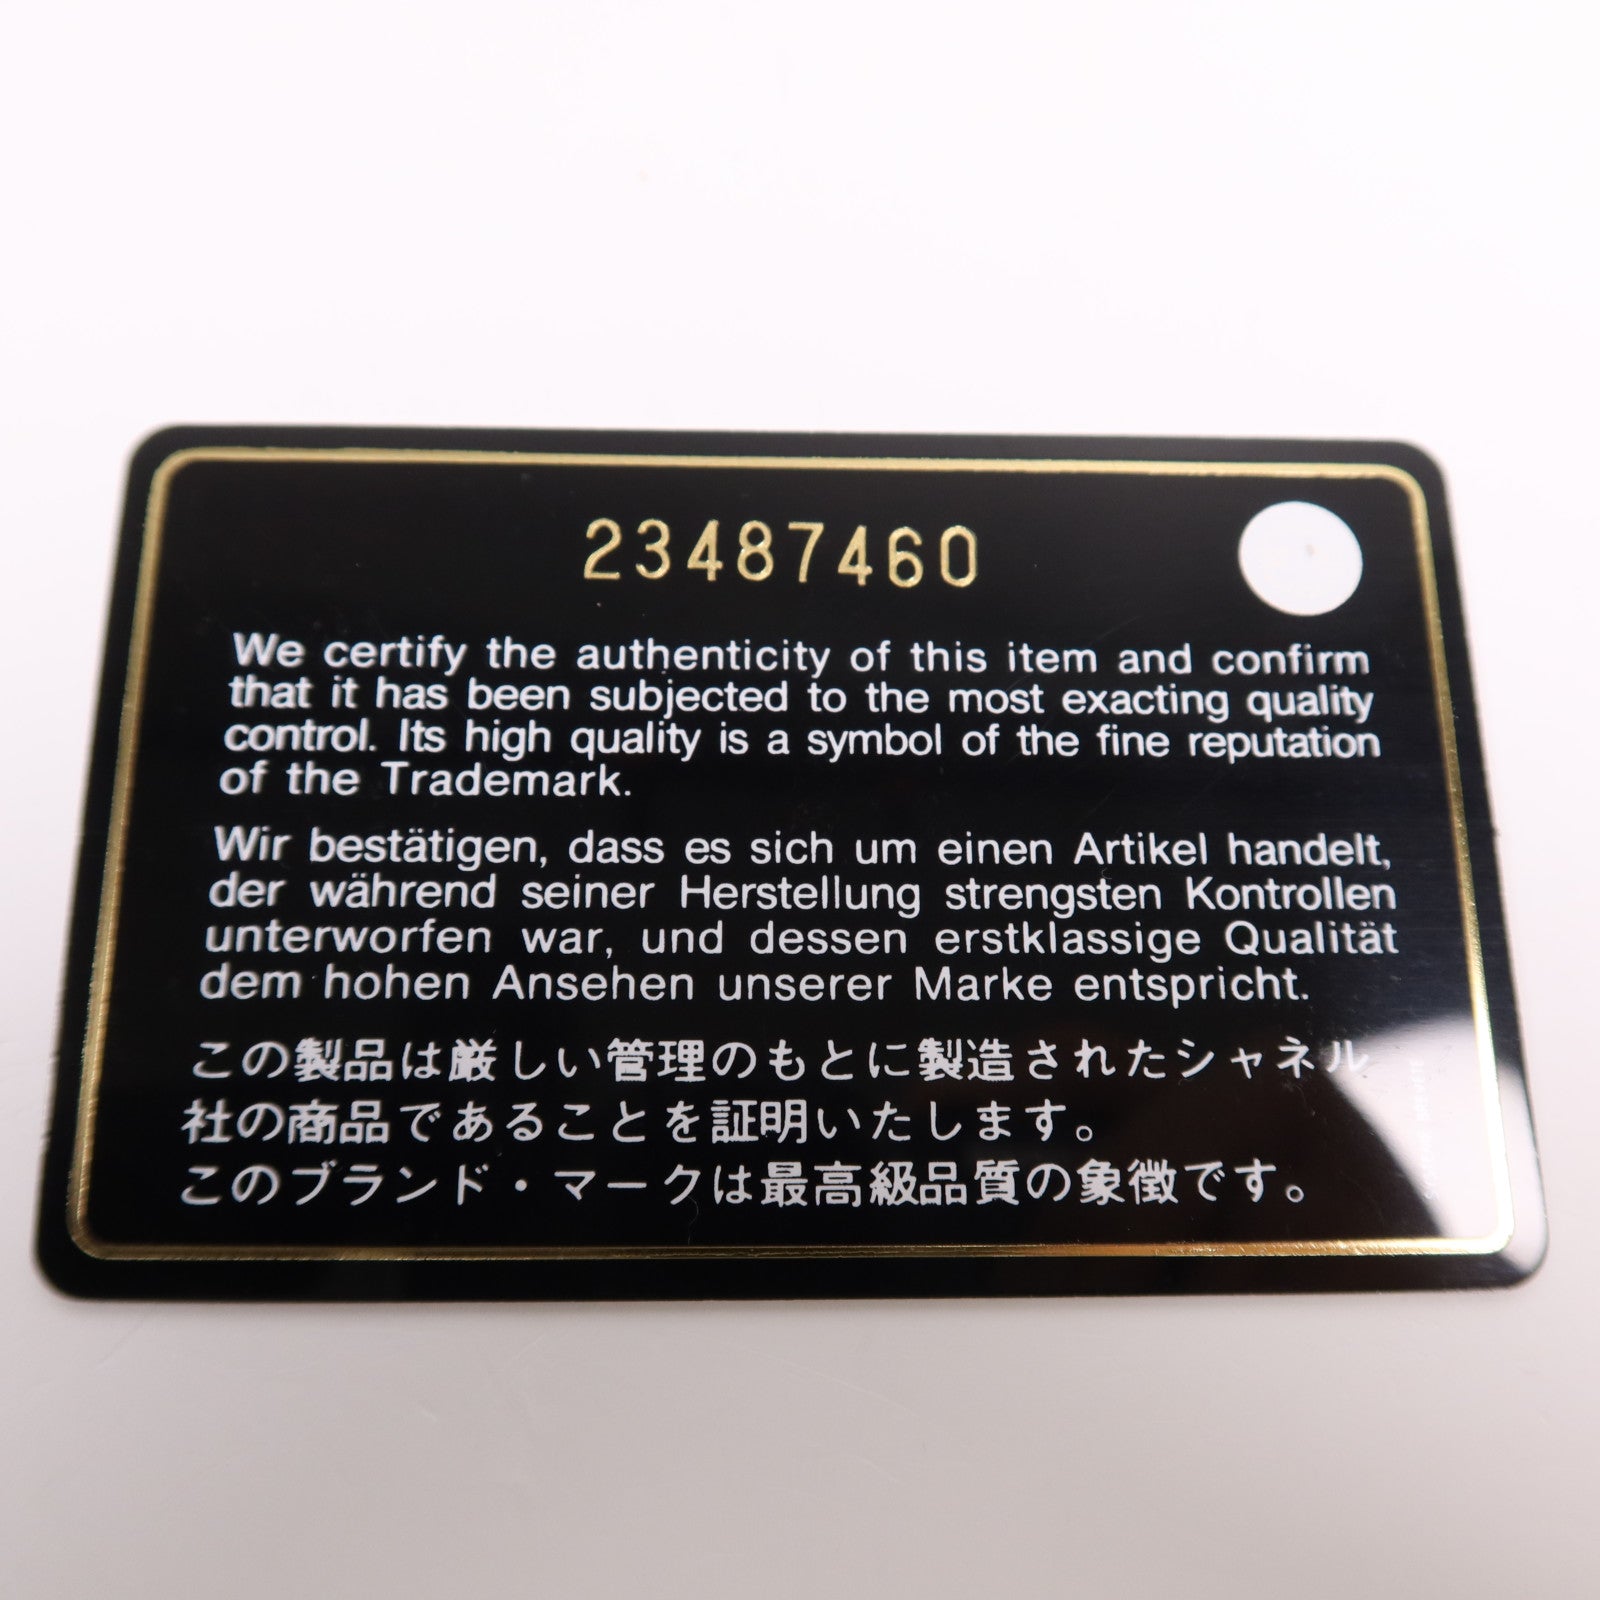 23487460
We certify the authenticity of this item and confirm
that it has been subjected to the most exacting quality
control. Its high quality is a symbol of the fine reputation
of the Trademark.
Wir bestätigen, dass es sich um einen Artikel handelt,
der während seiner Herstellung strengsten Kontrollen
unterworfen war, und dessen erstklassige Qualität
dem hohen Ansehen unserer Marke entspricht.
この製品は厳しい管理のもとに製造されたシャネル
社の商品であることを証明いたします。
このブランド・マークは最高級品質の象徴です。